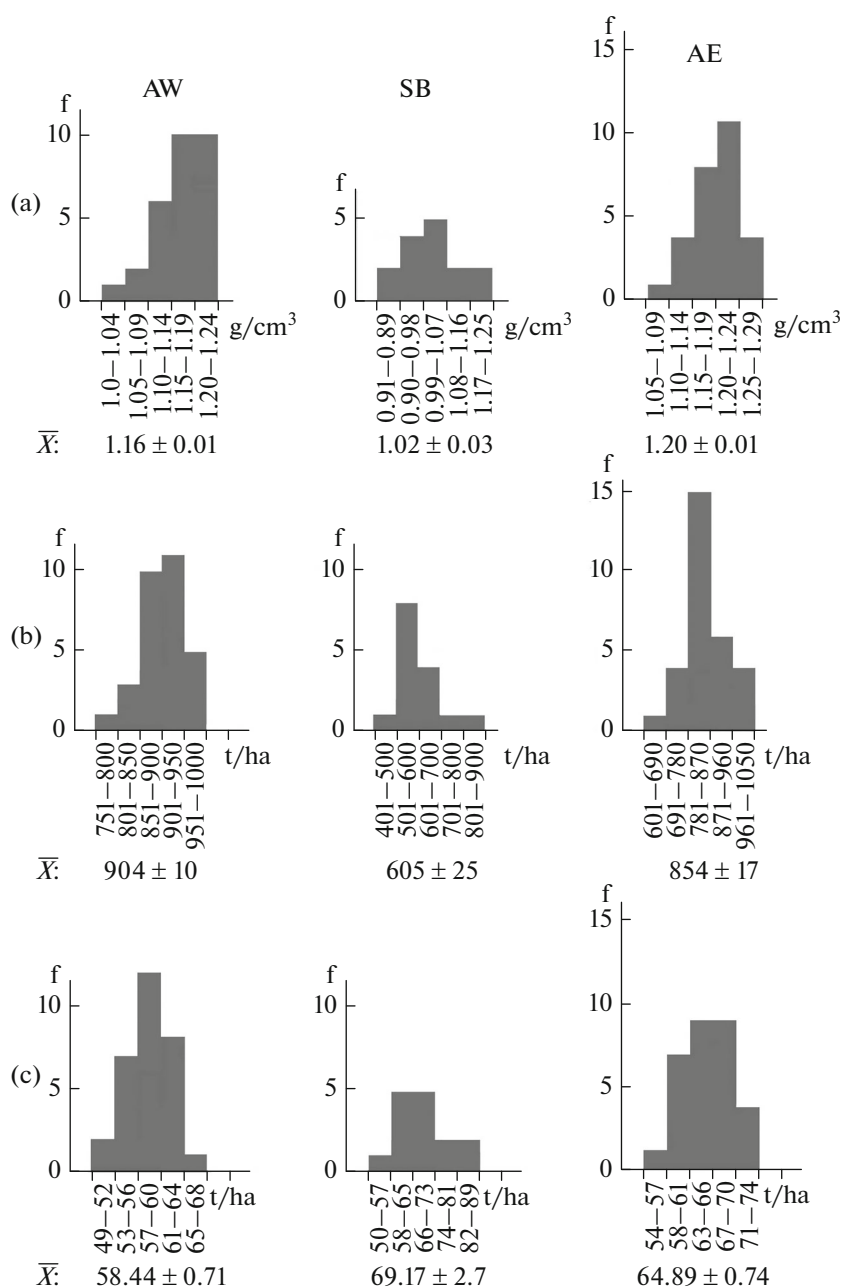 AW SB AE
(a)
f
10
5
0
1.0–1.04
1.05–1.09
1.10–1.14
1.15–1.19
1.20–1.24
g/cm³
f
5
0
0.91–0.89
0.90–0.98
0.99–1.07
1.08–1.16
1.17–1.25
g/cm³
f
15
10
5
0
1.05–1.09
1.10–1.14
1.15–1.19
1.20–1.24
1.25–1.29
g/cm³
X̅: 1.16 ± 0.01 1.02 ± 0.03 1.20 ± 0.01
(b)
f
10
5
0
751–800
801–850
851–900
901–950
951–1000
t/ha
f
10
5
0
401–500
501–600
601–700
701–800
801–900
t/ha
f
15
10
5
0
601–690
691–780
781–870
871–960
961–1050
t/ha
X̅: 904 ± 10 605 ± 25 854 ± 17
(c)
f
10
5
0
49–52
53–56
57–60
61–64
65–68
t/ha
f
10
5
0
50–57
58–65
66–73
74–81
82–89
t/ha
f
15
10
5
0
54–57
58–61
63–66
67–70
71–74
t/ha
X̅: 58.44 ± 0.71 69.17 ± 2.7 64.89 ± 0.74